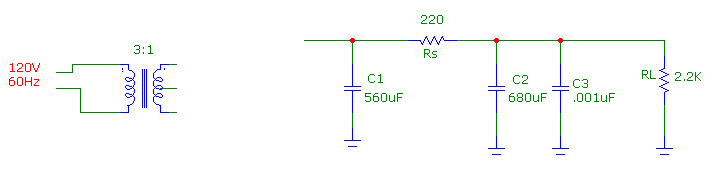 220
3:1
Rs
120V
60Hz
C1
560uF
C2
680uF
C3
.001uF
RL
2.2K